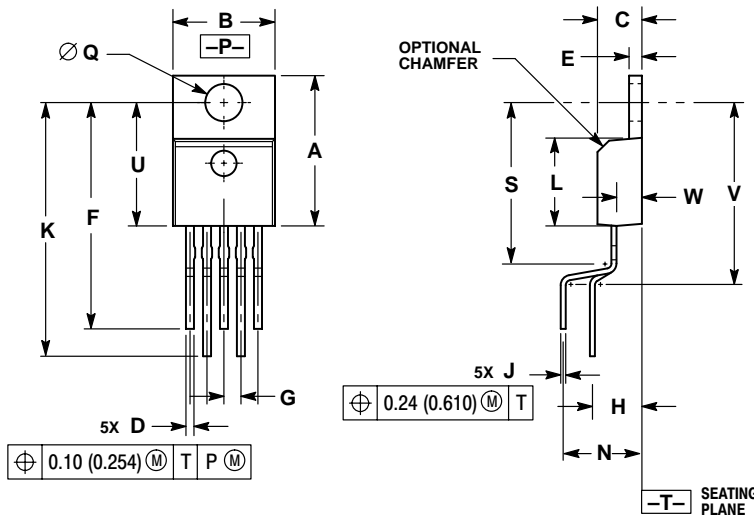 B
–P–
Ø Q
U
F
K
A
G
5X D
⌖ 0.10 (0.254) Ⓜ T P Ⓜ
C
OPTIONAL
CHAMFER
E
S
L
W
V
5X J
⌖ 0.24 (0.610) Ⓜ T
H
N
–T–
SEATING
PLANE